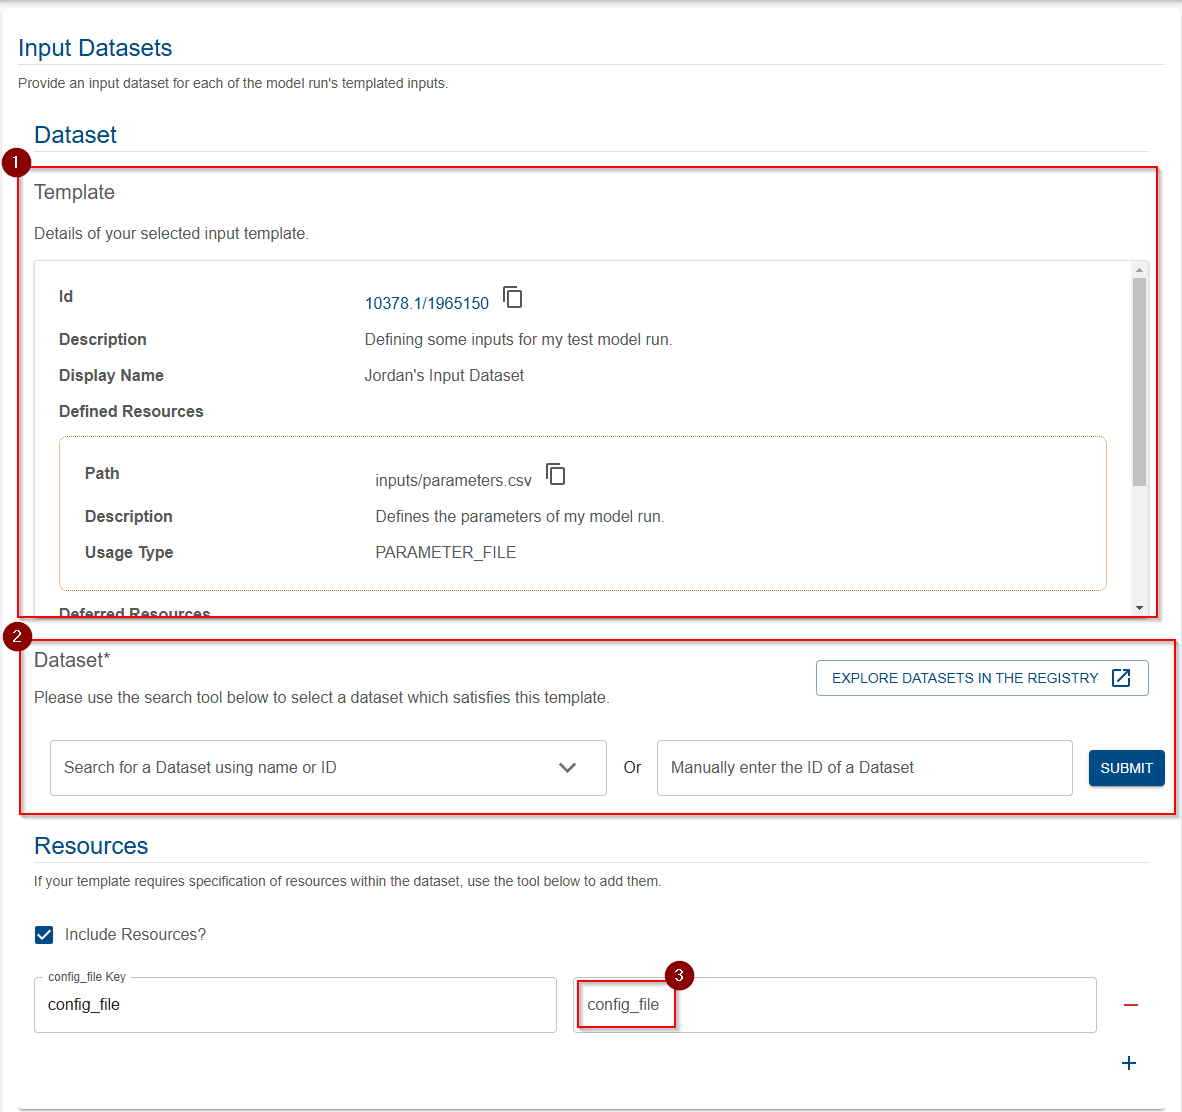 Input Datasets
Provide an input dataset for each of the model run's templated inputs.
Dataset
1
Template
Details of your selected input template.
Id 10378.1/1965150
Description Defining some inputs for my test model run.
Display Name Jordan's Input Dataset
Defined Resources
Path inputs/parameters.csv
Description Defines the parameters of my model run.
Usage Type PARAMETER_FILE
Deferred Resources
2
Dataset*
EXPLORE DATASETS IN THE REGISTRY
Please use the search tool below to select a dataset which satisfies this template.
Search for a Dataset using name or ID Or Manually enter the ID of a Dataset SUBMIT
Resources
If your template requires specification of resources within the dataset, use the tool below to add them.
Include Resources?
config_file Key
3
config_file config_file